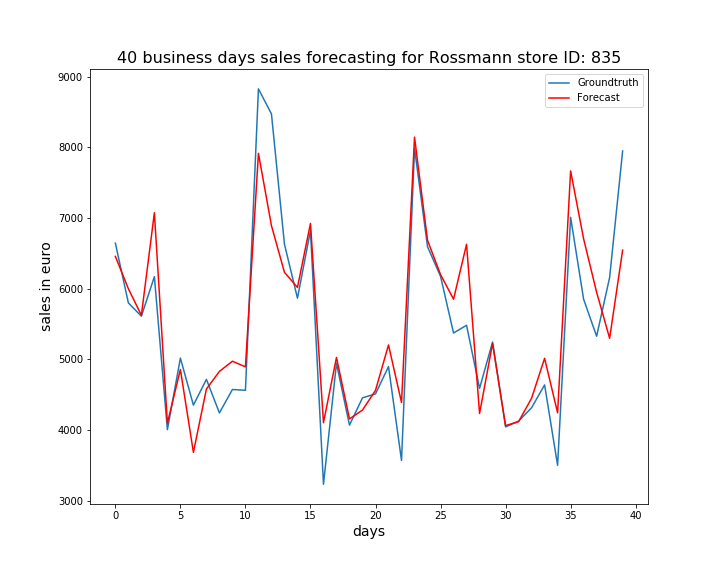 40 business days sales forecasting for Rossmann store ID: 835
Groundtruth
Forecast
9000
8000
7000
6000
5000
4000
3000
sales in euro
0 5 10 15 20 25 30 35 40
days